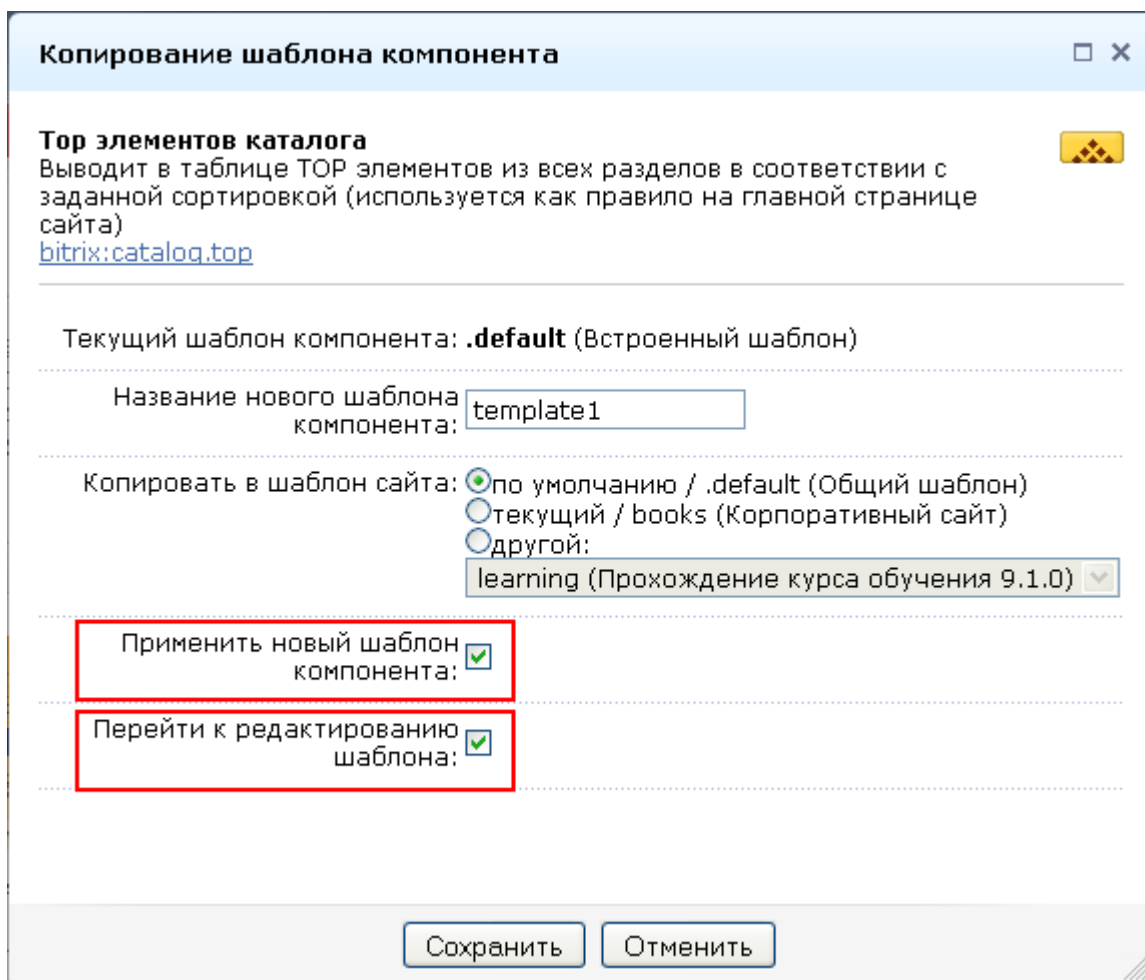 Копирование шаблона компонента
Top элементов каталога
Выводит в таблице TOP элементов из всех разделов в соответствии с
заданной сортировкой (используется как правило на главной странице
сайта)
bitrix:catalog.top
Текущий шаблон компонента: .default (Встроенный шаблон)
Название нового шаблона
компонента: template1
Копировать в шаблон сайта: по умолчанию / .default (Общий шаблон)
текущий / books (Корпоративный сайт)
другой:
learning (Прохождение курса обучения 9.1.0)
Применить новый шаблон
компонента:
Перейти к редактированию
шаблона:
Сохранить Отменить